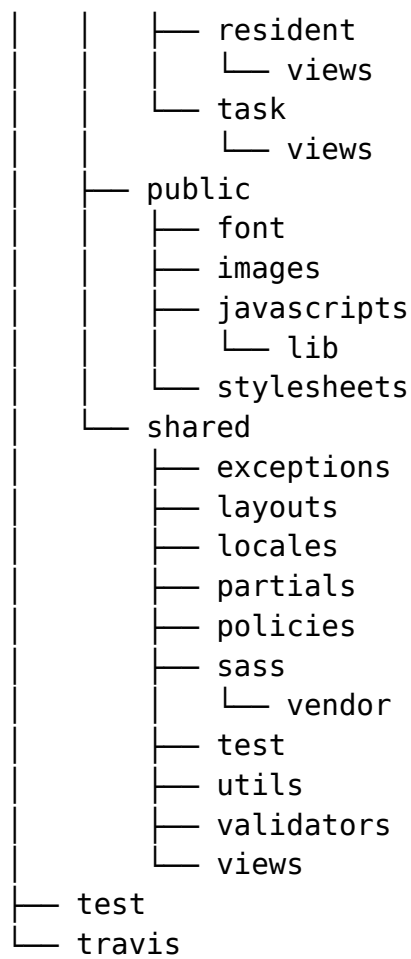 │   │   ├── resident
│   │   │   └── views
│   │   └── task
│   │       └── views
│   ├── public
│   │   ├── font
│   │   ├── images
│   │   ├── javascripts
│   │   │   └── lib
│   │   └── stylesheets
│   └── shared
│       ├── exceptions
│       ├── layouts
│       ├── locales
│       ├── partials
│       ├── policies
│       ├── sass
│       │   └── vendor
│       ├── test
│       ├── utils
│       ├── validators
│       └── views
├── test
└── travis